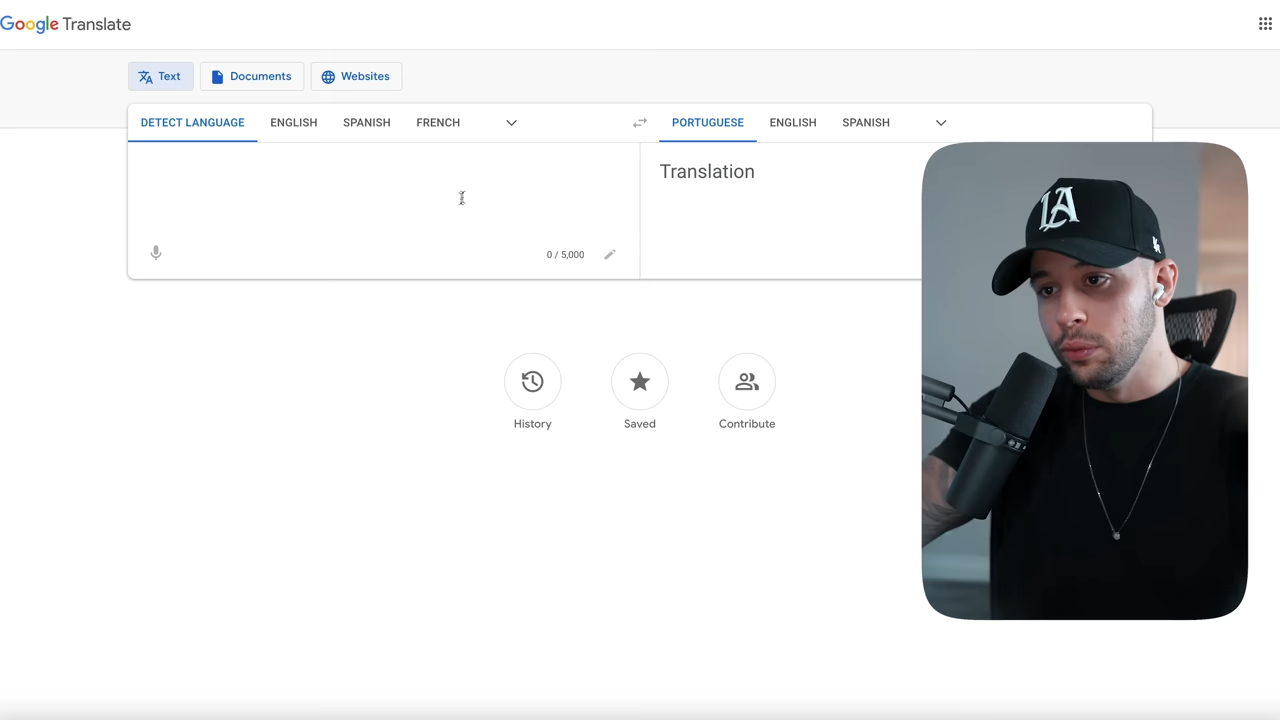 Google Translate
Text Documents Websites
DETECT LANGUAGE ENGLISH SPANISH FRENCH PORTUGUESE ENGLISH SPANISH
Translation
0 / 5,000
History Saved Contribute
LA